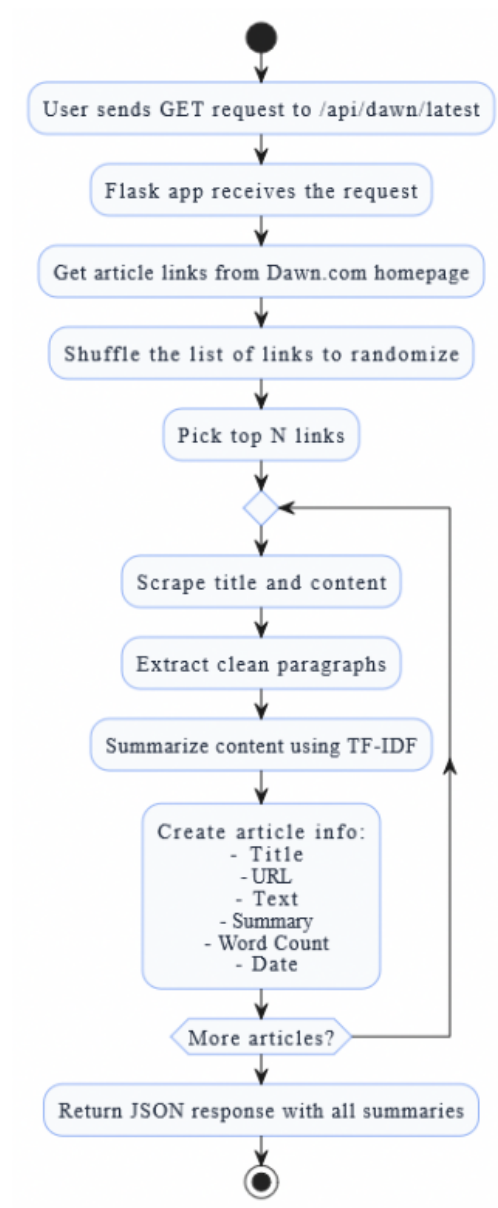 User sends GET request to /api/dawn/latest
Flask app receives the request
Get article links from Dawn.com homepage
Shuffle the list of links to randomize
Pick top N links
Scrape title and content
Extract clean paragraphs
Summarize content using TF-IDF
Create article info:
- Title
- URL
- Text
- Summary
- Word Count
- Date
More articles?
Return JSON response with all summaries